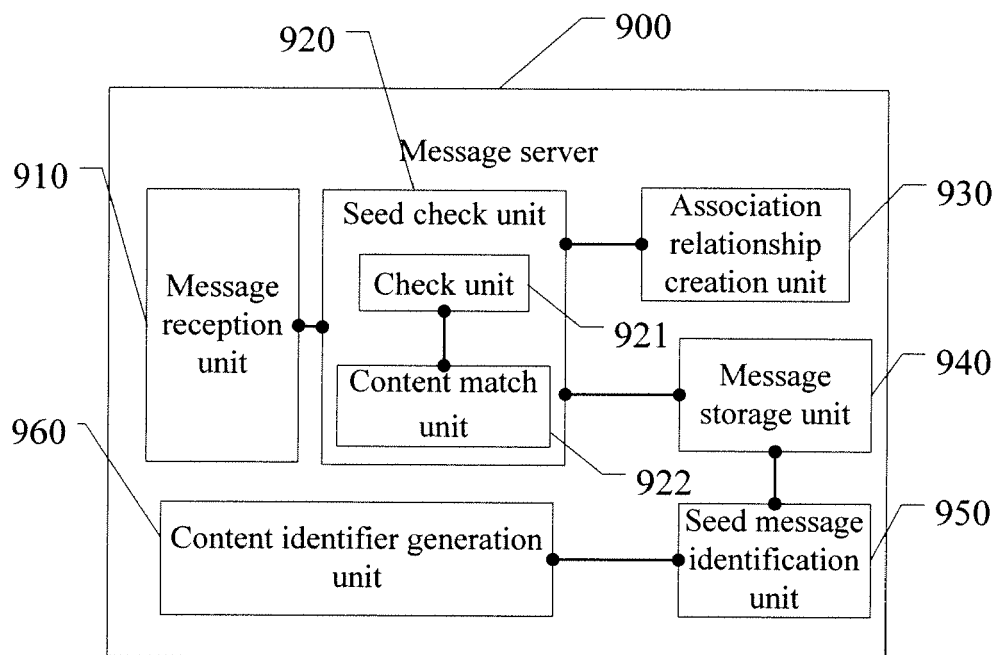 920
900
Message server
910
930
Seed check unit
Association
relationship
creation unit
Message
reception
unit
Check unit
921
940
Message
storage unit
Content match
unit
960
922
950
Content identifier generation
unit
Seed message
identification
unit